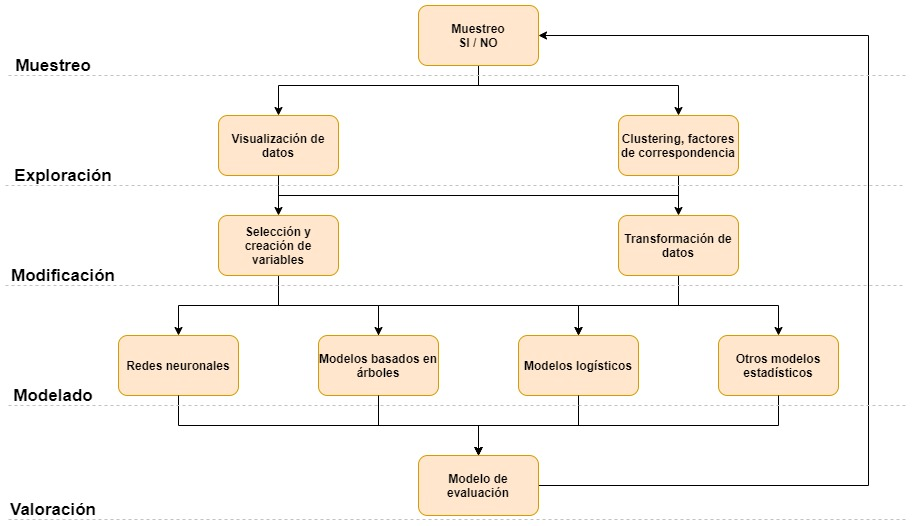 Muestreo
SI / NO
Muestreo
Visualización de
datos
Clustering, factores
de correspondencia
Exploración
Selección y
creación de
variables
Transformación de
datos
Modificación
Redes neuronales
Modelos basados en
árboles
Modelos logísticos
Otros modelos
estadísticos
Modelado
Modelo de
evaluación
Valoración